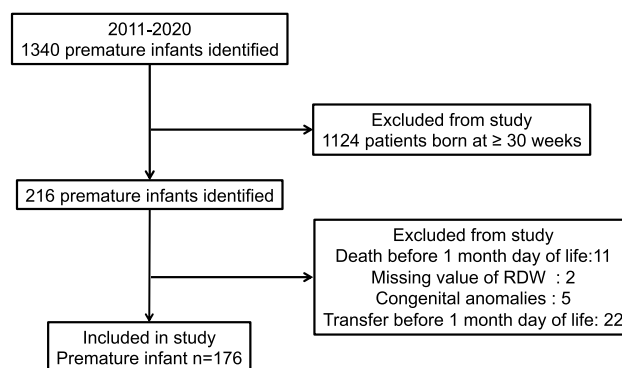 2011-2020
1340 premature infants identified
Excluded from study
1124 patients born at ≥ 30 weeks
216 premature infants identified
Excluded from study
Death before 1 month day of life:11
Missing value of RDW : 2
Congenital anomalies : 5
Transfer before 1 month day of life: 22
Included in study
Premature infant n=176